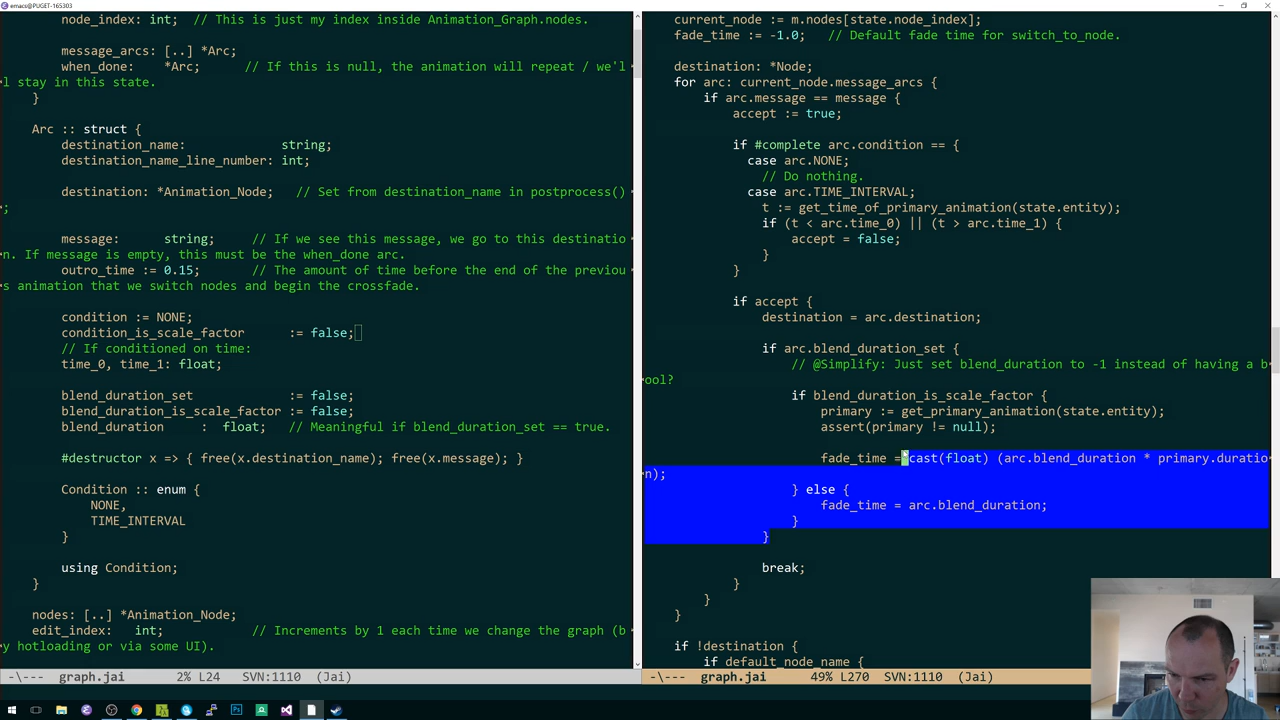 emacs@PUGET-165303
node_index: int;  // This is just my index inside Animation_Graph.nodes.
message_arcs: [..] *Arc;
when_done:    *Arc;      // If this is null, the animation will repeat / we'l
l stay in this state.
}
Arc :: struct {
destination_name:             string;
destination_name_line_number: int;
destination: *Animation_Node;   // Set from destination_name in postprocess()
;
message:      string;   // If we see this message, we go to this destinatio
n. If message is empty, this must be the when_done arc.
outro_time := 0.15;     // The amount of time before the end of the previou
s animation that we switch nodes and begin the crossfade.
condition := NONE;
condition_is_scale_factor      := false;
// If conditioned on time:
time_0, time_1: float;
blend_duration_set             := false;
blend_duration_is_scale_factor := false;
blend_duration     :  float;   // Meaningful if blend_duration_set == true.
#destructor x => { free(x.destination_name); free(x.message); }
Condition :: enum {
NONE,
TIME_INTERVAL
}
using Condition;
}
nodes: [..] *Animation_Node;
edit_index:   int;         // Increments by 1 each time we change the graph (b
y hotloading or via some UI).
-\---  graph.jai       2% L24    SVN:1110  (Jai)
current_node := m.nodes[state.node_index];
fade_time := -1.0;   // Default fade time for switch_to_node.
destination: *Node;
for arc: current_node.message_arcs {
if arc.message == message {
accept := true;
if #complete arc.condition == {
case arc.NONE;
// Do nothing.
case arc.TIME_INTERVAL;
t := get_time_of_primary_animation(state.entity);
if (t < arc.time_0) || (t > arc.time_1) {
accept = false;
}
}
if accept {
destination = arc.destination;
if arc.blend_duration_set {
// @Simplify: Just set blend_duration to -1 instead of having a b
ool?
if blend_duration_is_scale_factor {
primary := get_primary_animation(state.entity);
assert(primary != null);
fade_time = cast(float) (arc.blend_duration * primary.duratio
n);
} else {
fade_time = arc.blend_duration;
}
}
break;
}
}
}
if !destination {
if default_node_name {
-\---  graph.jai      49% L270   SVN:1110  (Jai)